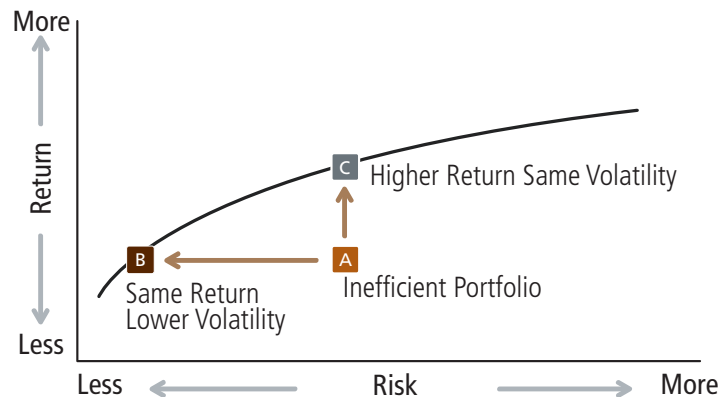 More
Return
Less
C
Higher Return Same Volatility
B
A
Same Return
Lower Volatility
Inefficient Portfolio
Less
Risk
More